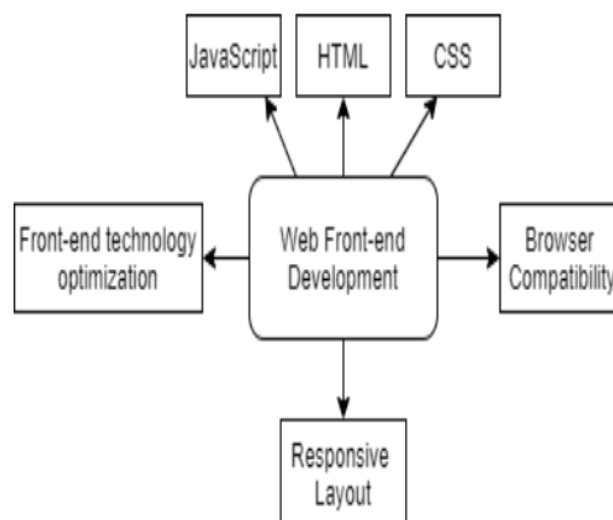 JavaScript
HTML
CSS
Front-end technology
optimization
Web Front-end
Development
Browser
Compatibility
Responsive
Layout